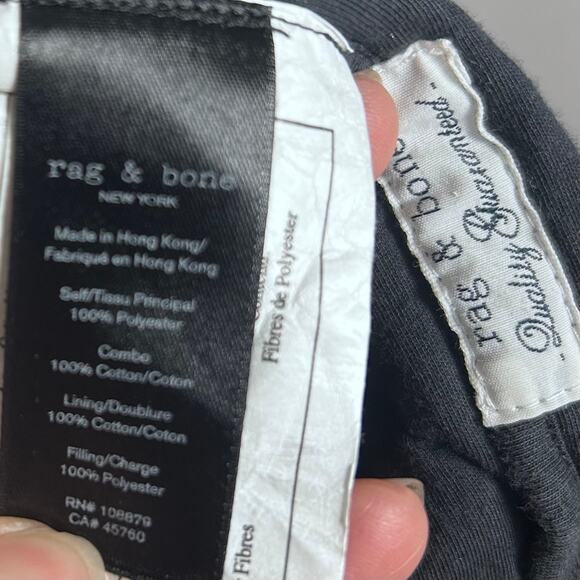 rag & bone
NEW YORK
Made in Hong Kong/
Fabriqué en Hong Kong
Self/Tissu Principal
100% Polyester
Combo
100% Cotton/Coton
Lining/Doublure
100% Cotton/Coton
Filling/Charge
100% Polyester
RN# 108879
CA# 45760
Fibres de Polyester
Fibres
rag & bone
- Quality Guaranteed -